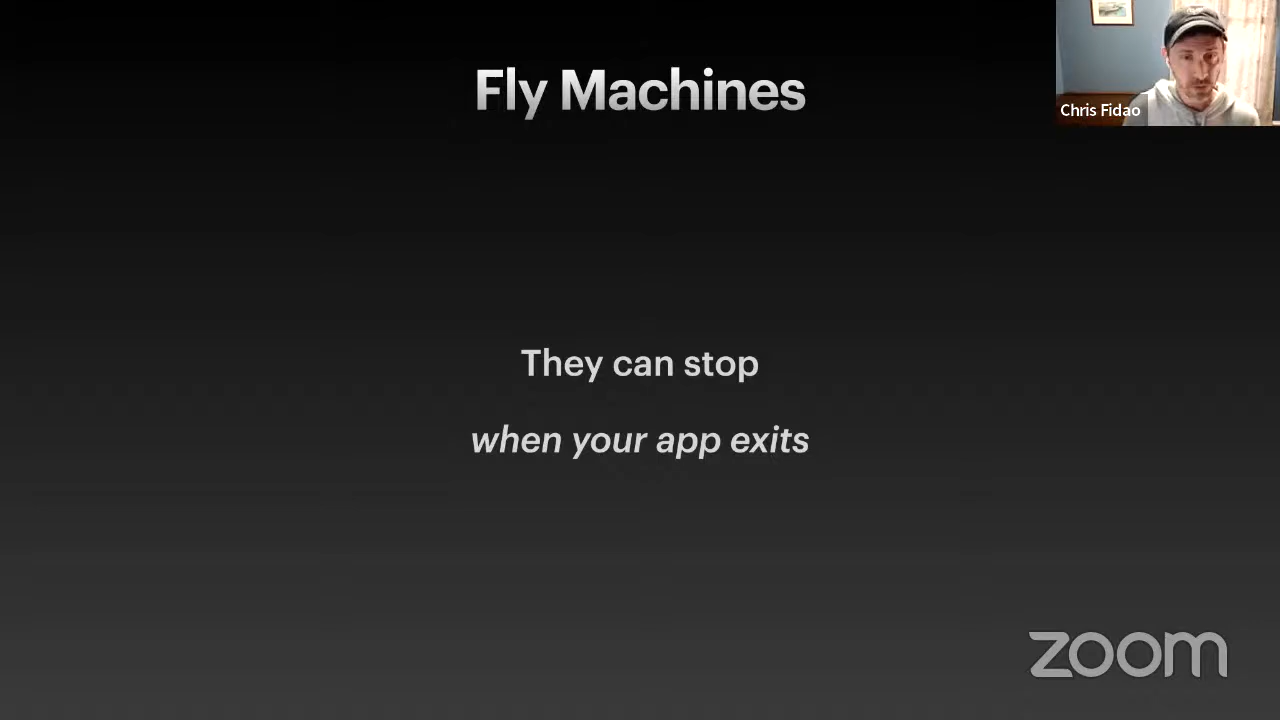 Fly Machines
Chris Fidao
They can stop
when your app exits
zoom